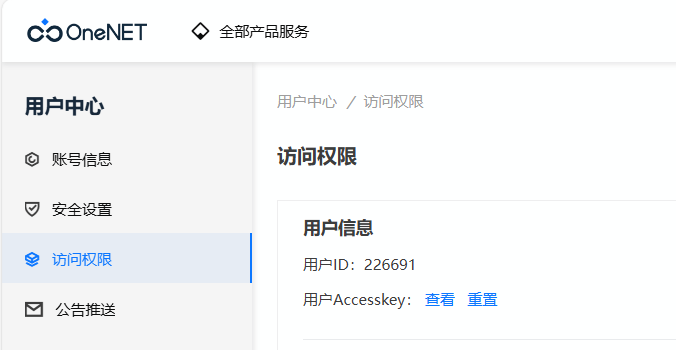 OneNET 全部产品服务
用户中心
账号信息
安全设置
访问权限
公告推送
用户中心 / 访问权限
访问权限
用户信息
用户ID：226691
用户Accesskey： 查看 重置